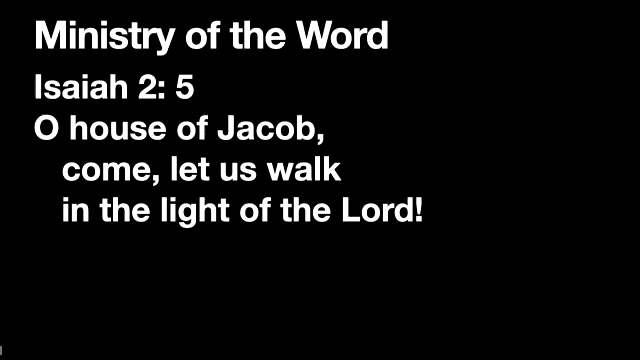 Ministry of the Word
Isaiah 2: 5
O house of Jacob,
come, let us walk
in the light of the Lord!